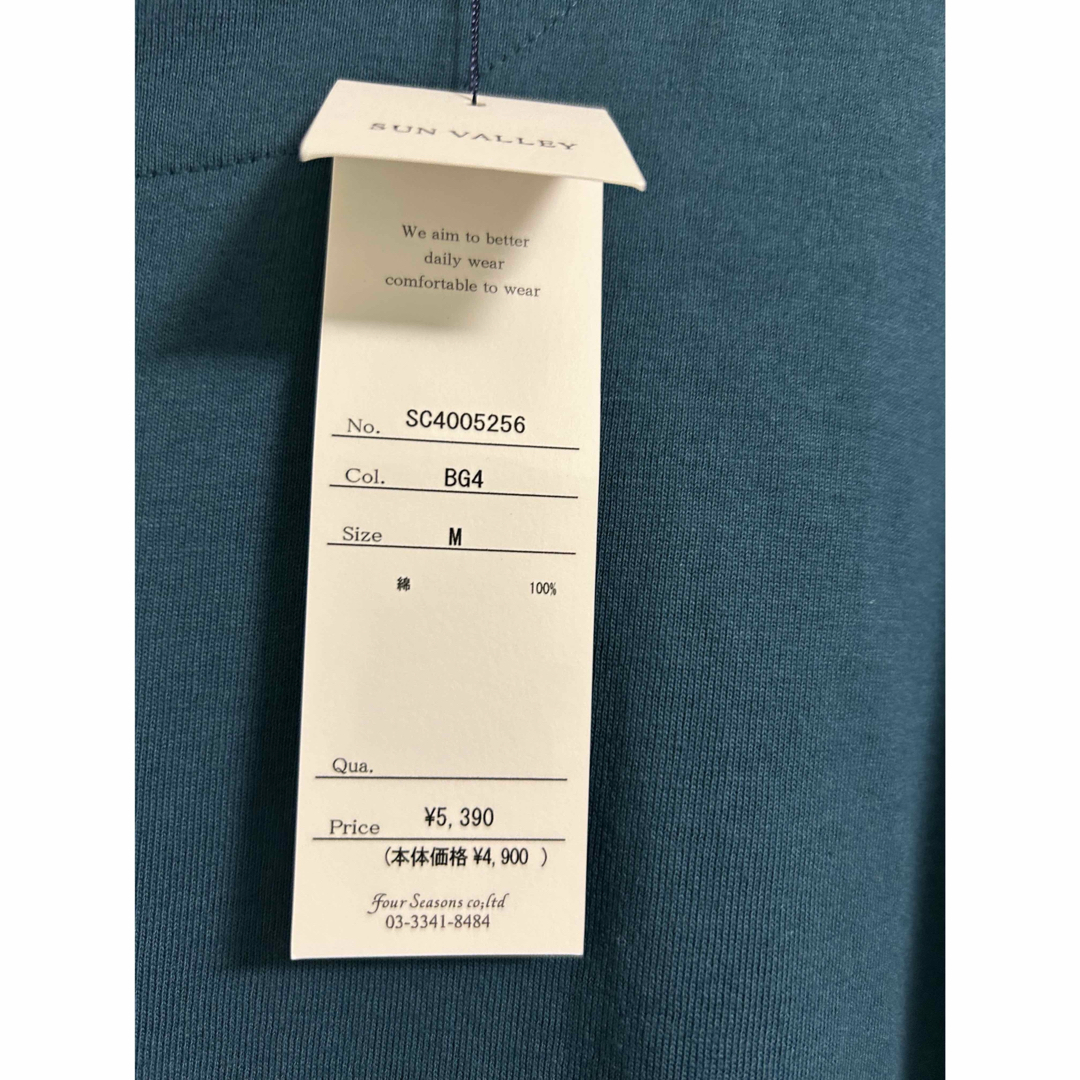 SUN VALLEY
We aim to better
daily wear
comfortable to wear
No. SC4005256
Col. BG4
Size M
綿 100%
Qua.
Price ¥5,390
(本体価格¥4,900 )
Four Seasons co;ltd
03-3341-8484